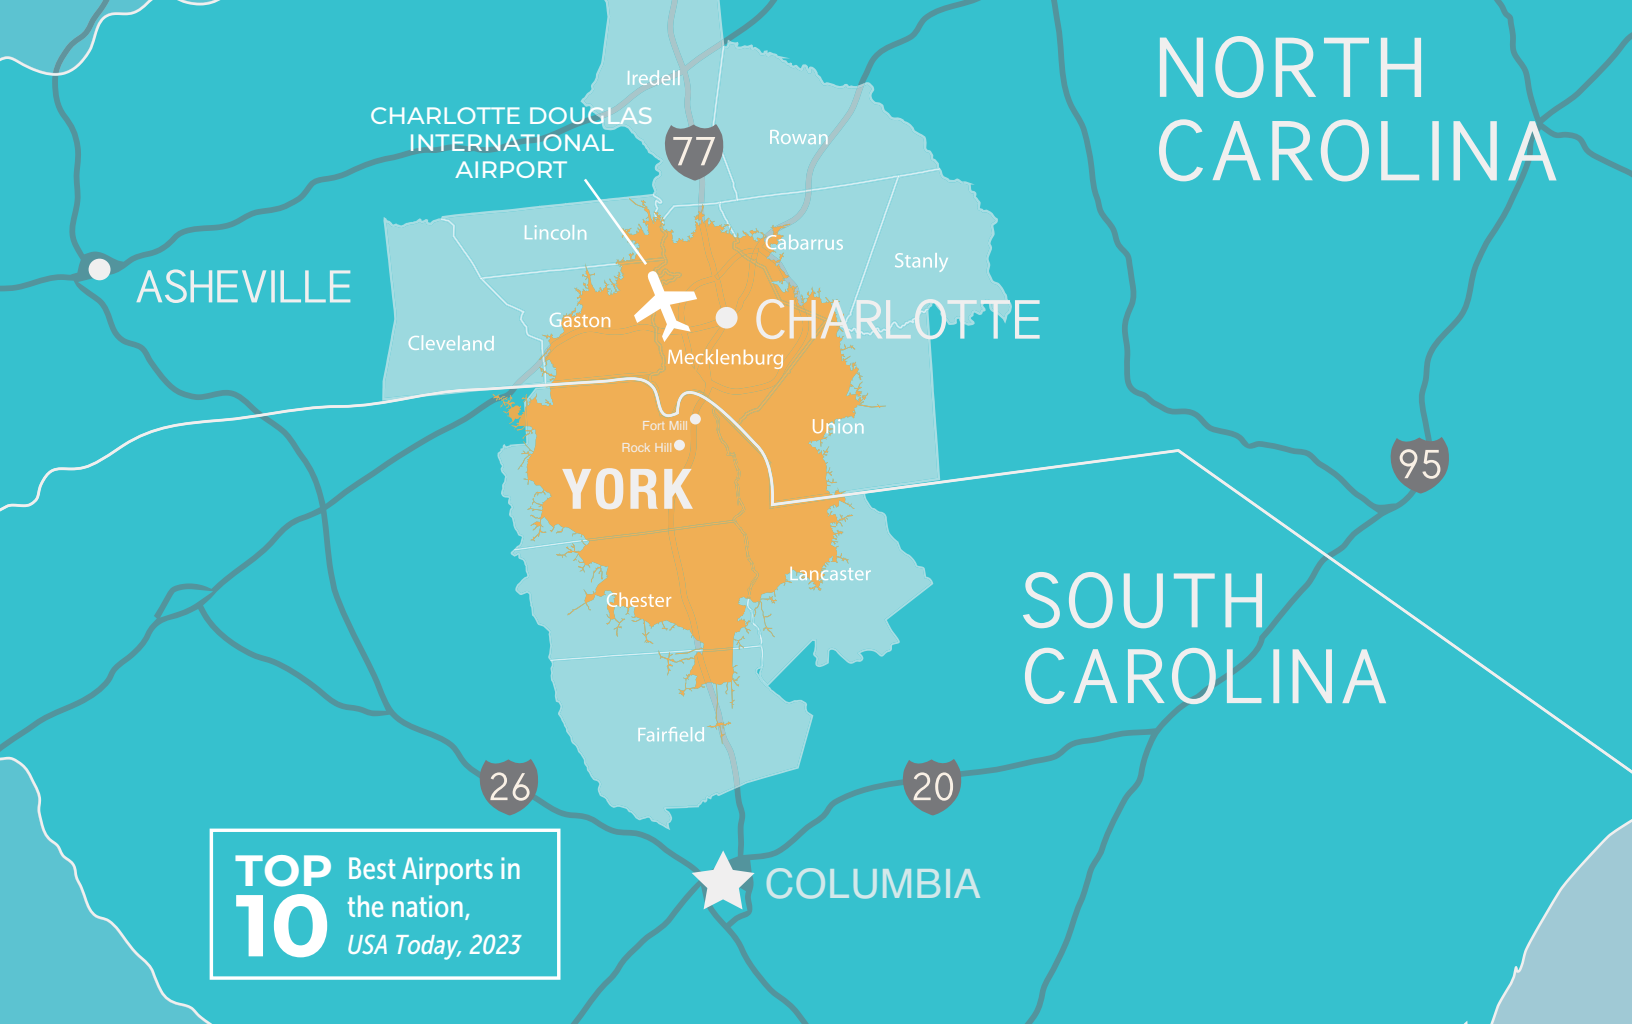 NORTH
CAROLINA
Iredell
CHARLOTTE DOUGLAS
INTERNATIONAL
AIRPORT
77
Rowan
Lincoln
Cabarrus
Stanly
ASHEVILLE
Gaston
CHARLOTTE
Cleveland
Mecklenburg
Fort Mill
Union
Rock Hill
YORK
95
Lancaster
Chester
SOUTH
CAROLINA
Fairfield
26
20
TOP
10
Best Airports in
the nation,
USA Today, 2023
COLUMBIA